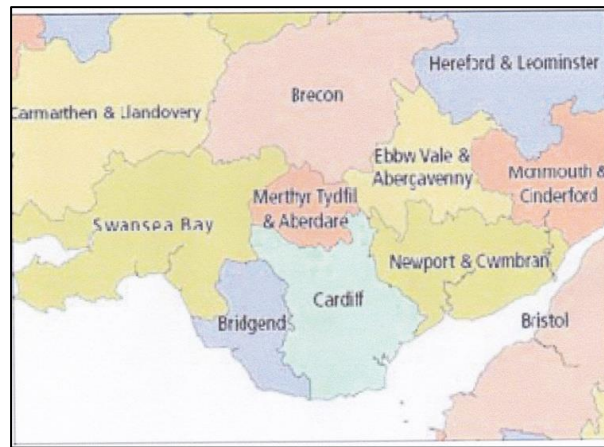 Hereford & Leominster
Brecon
Carmarthen & Llandovery
Ebbw Vale &
Abergavenny
Monmouth &
Cinderford
Merthyr Tydfil
& Aberdare
Swansea Bay
Newport & Cwmbran
Cardiff
Bridgends
Bristol